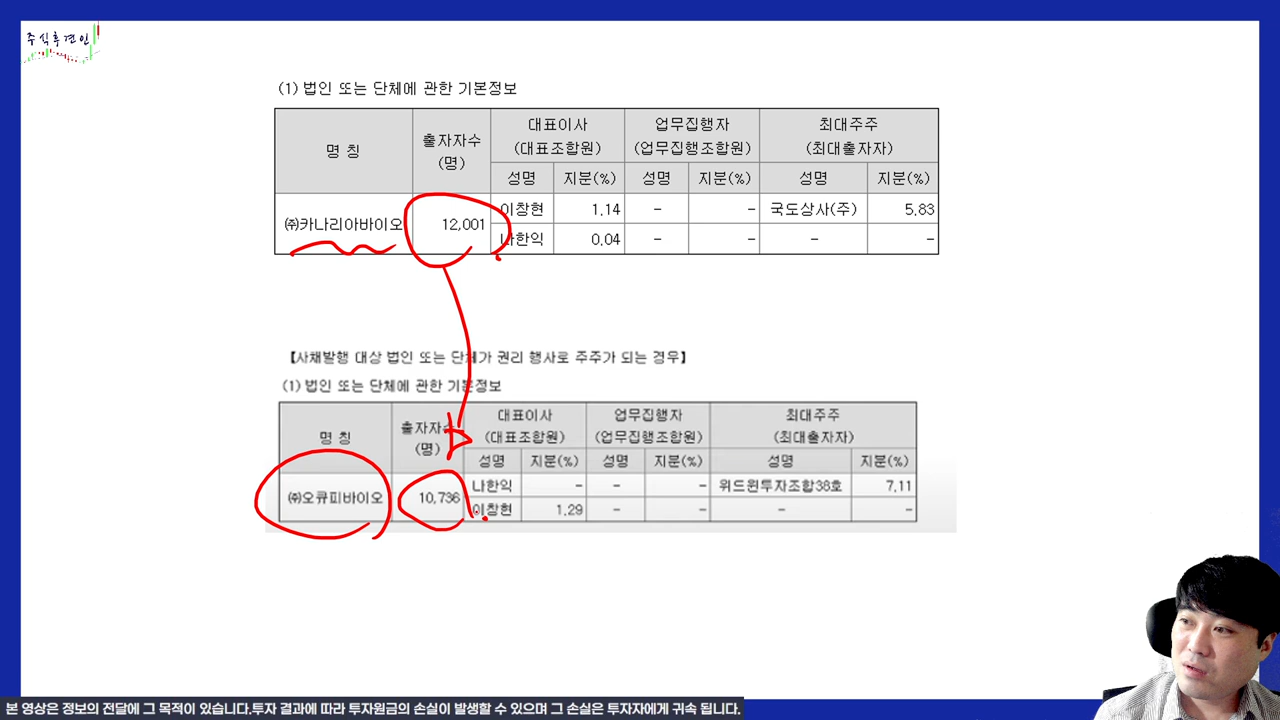 주식후견인
(1) 법인 또는 단체에 관한 기본정보
명 칭 출자자수 (명) 대표이사 (대표조합원) 업무집행자 (업무집행조합원) 최대주주 (최대출자자)
성명 지분(%) 성명 지분(%) 성명 지분(%)
㈜카나리아바이오 12,001 이창현 1.14 - - 국도상사(주) 5.83
나한익 0.04 - - - -
【사채발행 대상 법인 또는 단체가 권리 행사로 주주가 되는 경우】
(1) 법인 또는 단체에 관한 기본정보
명 칭 출자자수 (명) 대표이사 (대표조합원) 업무집행자 (업무집행조합원) 최대주주 (최대출자자)
성명 지분(%) 성명 지분(%) 성명 지분(%)
㈜오큐피바이오 10,736 나한익 - - - 위드윈투자조합38호 7.11
이창현 1.29 - - - -
본 영상은 정보의 전달에 그 목적이 있습니다.투자 결과에 따라 투자원금의 손실이 발생할 수 있으며 그 손실은 투자자에게 귀속 됩니다.